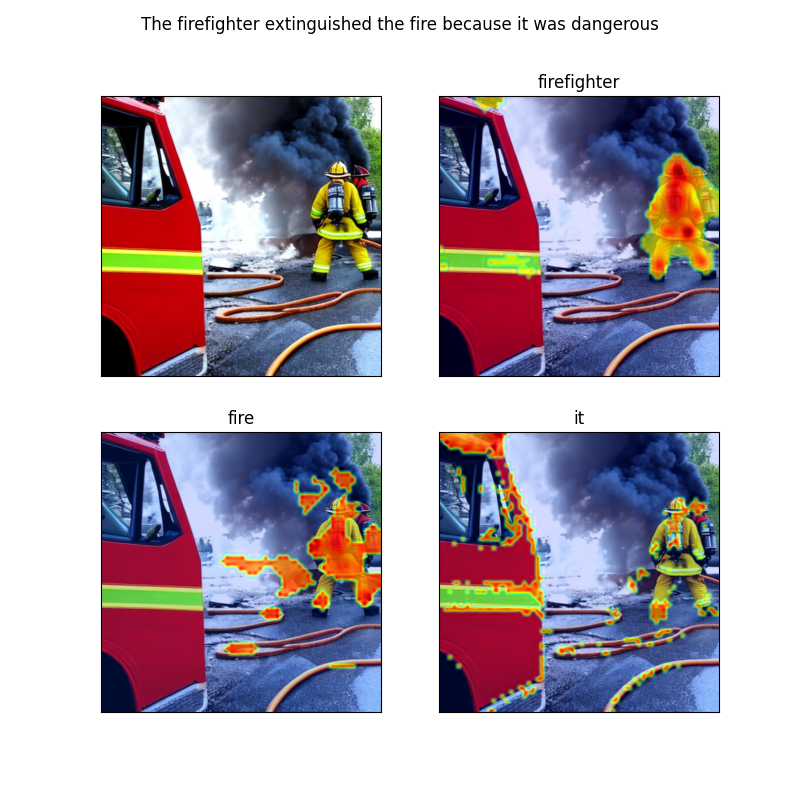 The firefighter extinguished the fire because it was dangerous
firefighter
fire
it